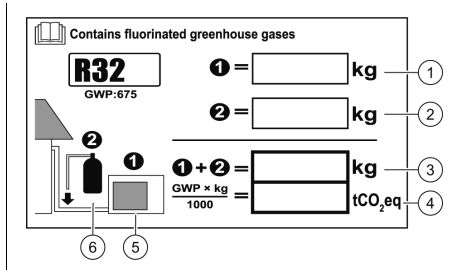 Contains fluorinated greenhouse gases
R32
GWP:675
❶ = kg
1
❷ = kg
2
❷
❶
❶+❷ = kg
3
GWP × kg
1000
= tCO₂eq
4
6
5